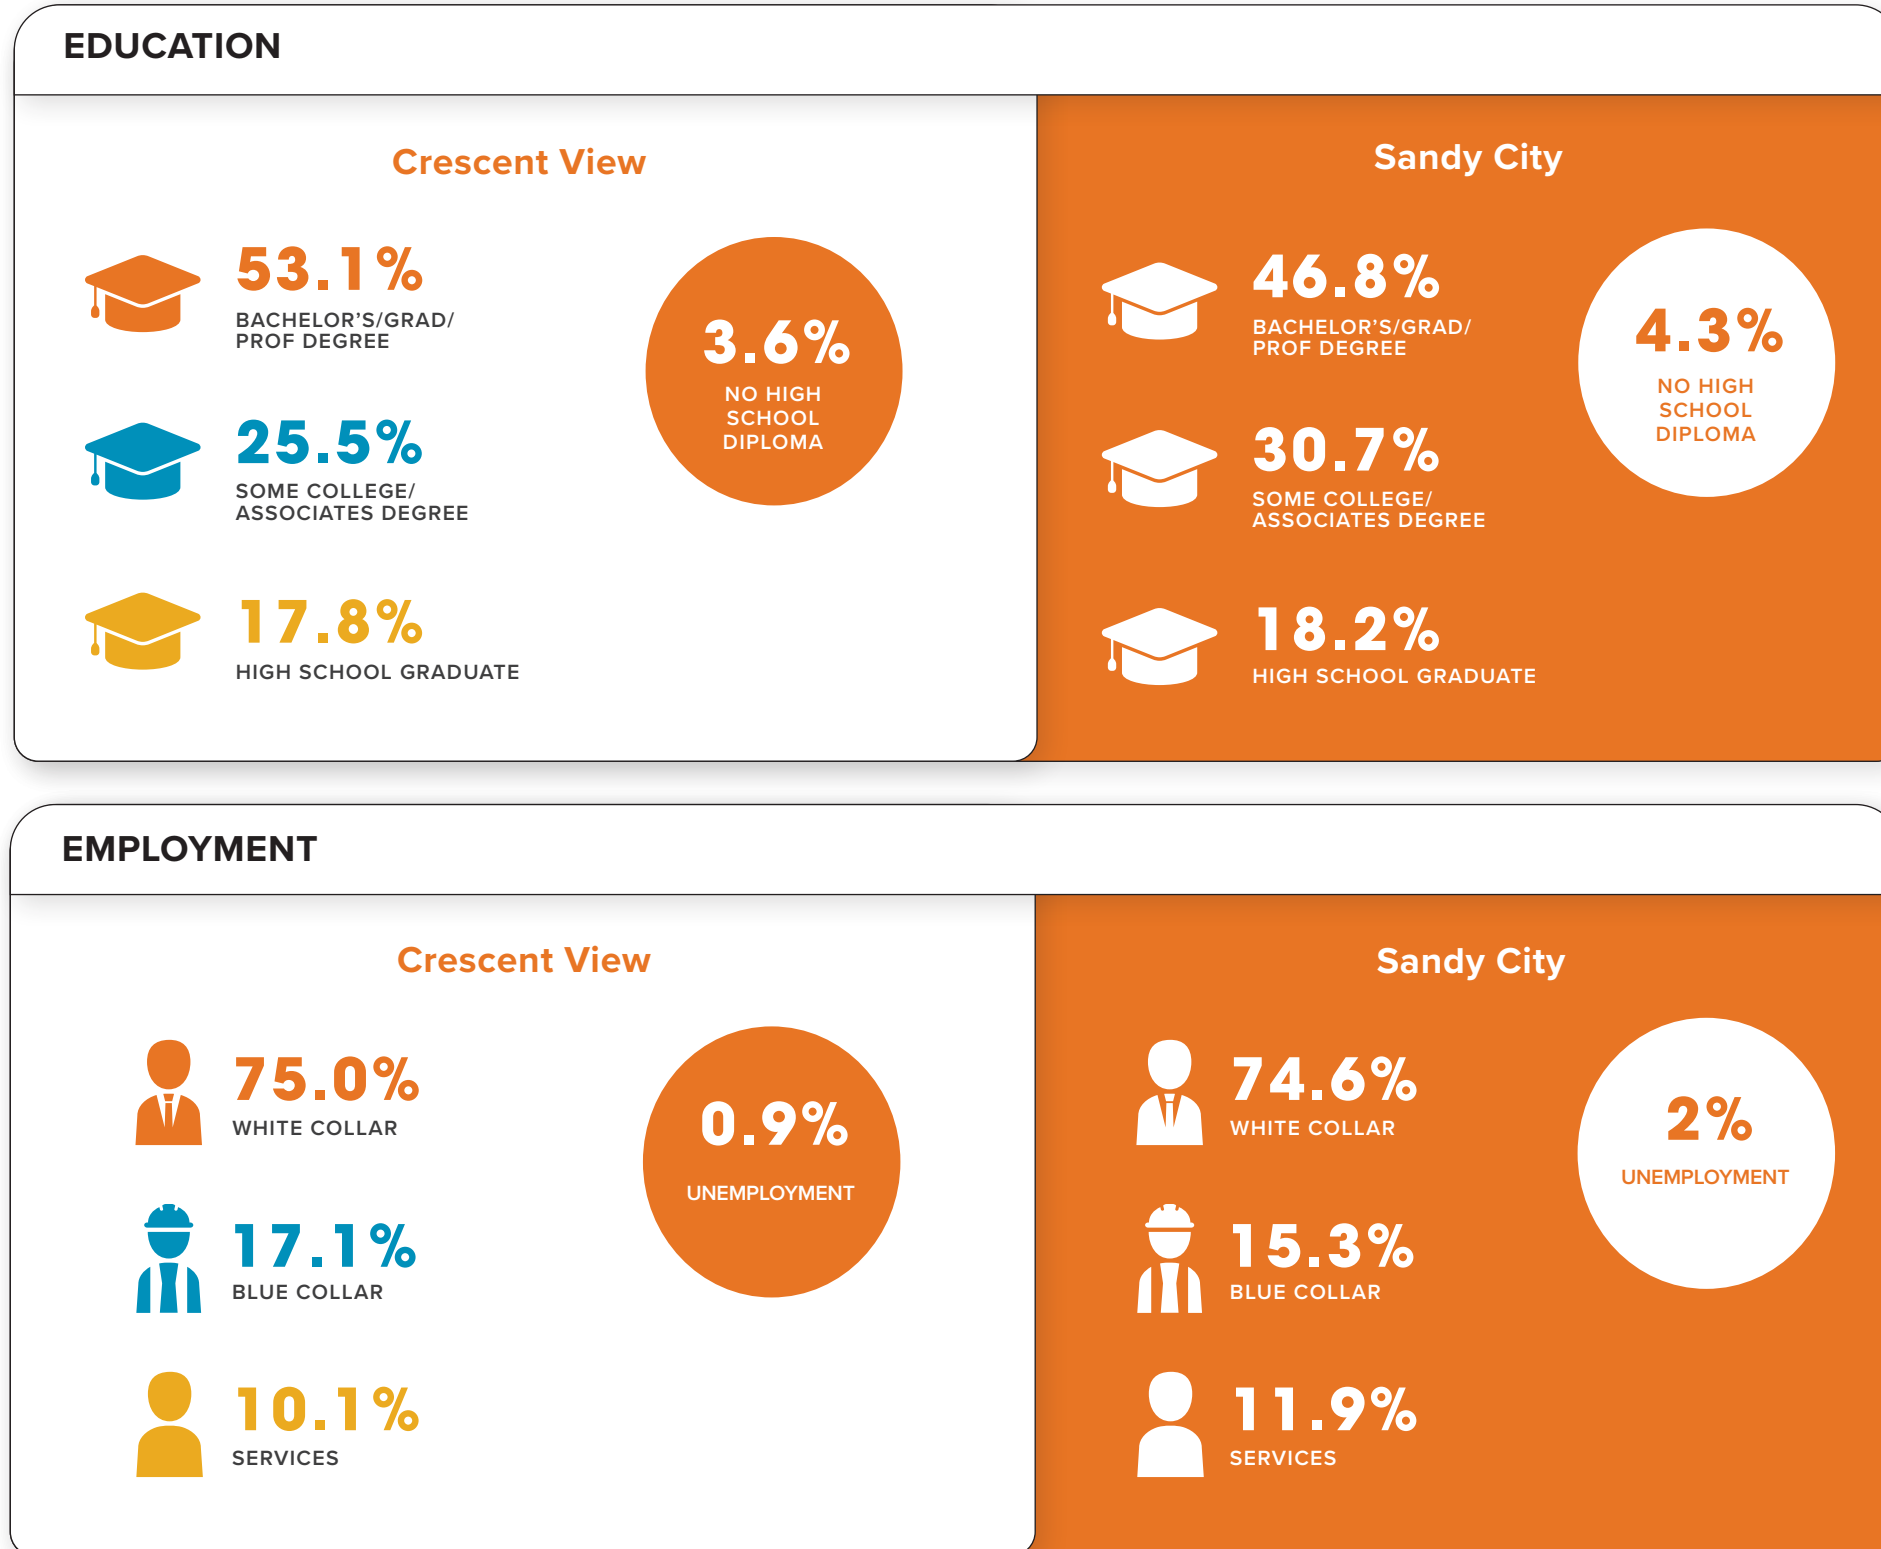 EDUCATION
Crescent View
53.1%
BACHELOR'S/GRAD/
PROF DEGREE
25.5%
SOME COLLEGE/
ASSOCIATES DEGREE
17.8%
HIGH SCHOOL GRADUATE
3.6%
NO HIGH
SCHOOL
DIPLOMA
Sandy City
46.8%
BACHELOR'S/GRAD/
PROF DEGREE
30.7%
SOME COLLEGE/
ASSOCIATES DEGREE
18.2%
HIGH SCHOOL GRADUATE
4.3%
NO HIGH
SCHOOL
DIPLOMA
EMPLOYMENT
Crescent View
75.0%
WHITE COLLAR
17.1%
BLUE COLLAR
10.1%
SERVICES
0.9%
UNEMPLOYMENT
Sandy City
74.6%
WHITE COLLAR
15.3%
BLUE COLLAR
11.9%
SERVICES
2%
UNEMPLOYMENT